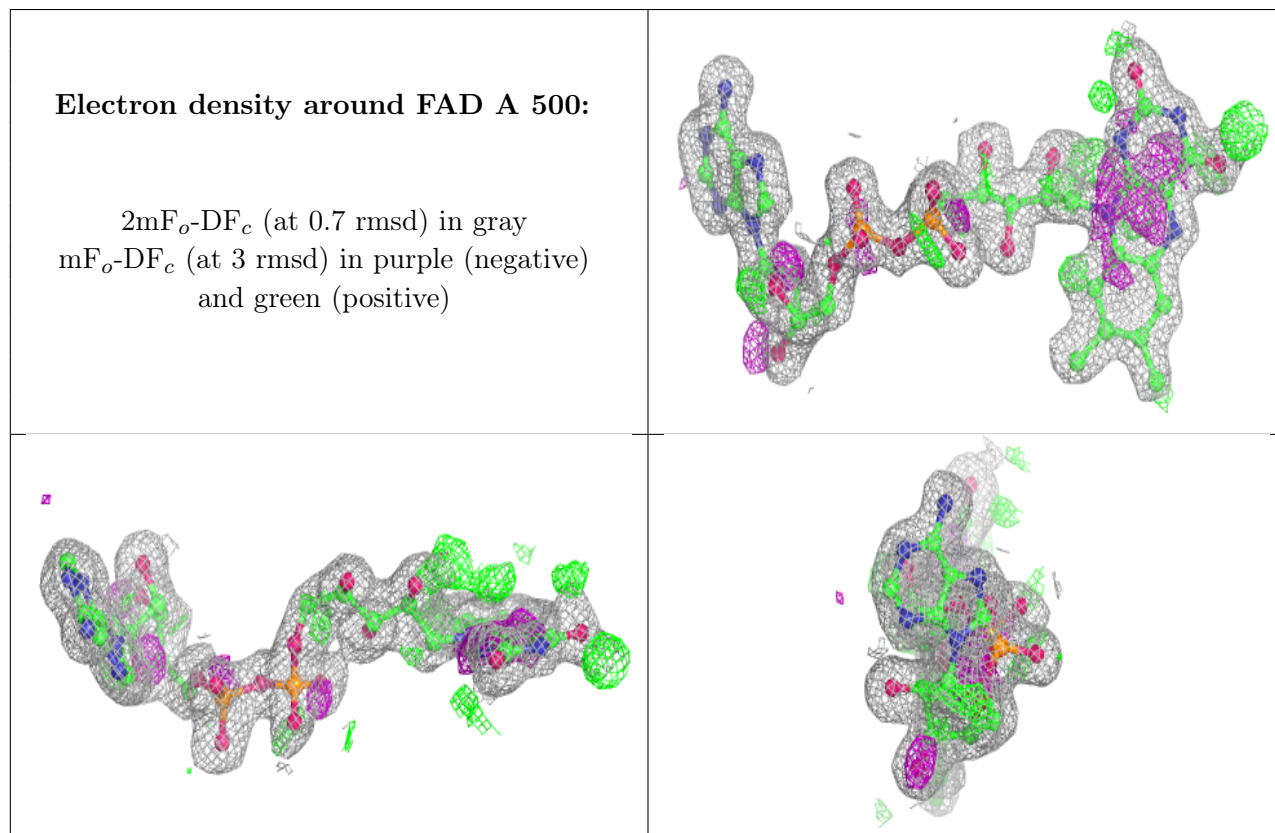 Electron density around FAD A 500:
2mFo-DFc (at 0.7 rmsd) in gray
mFo-DFc (at 3 rmsd) in purple (negative)
and green (positive)